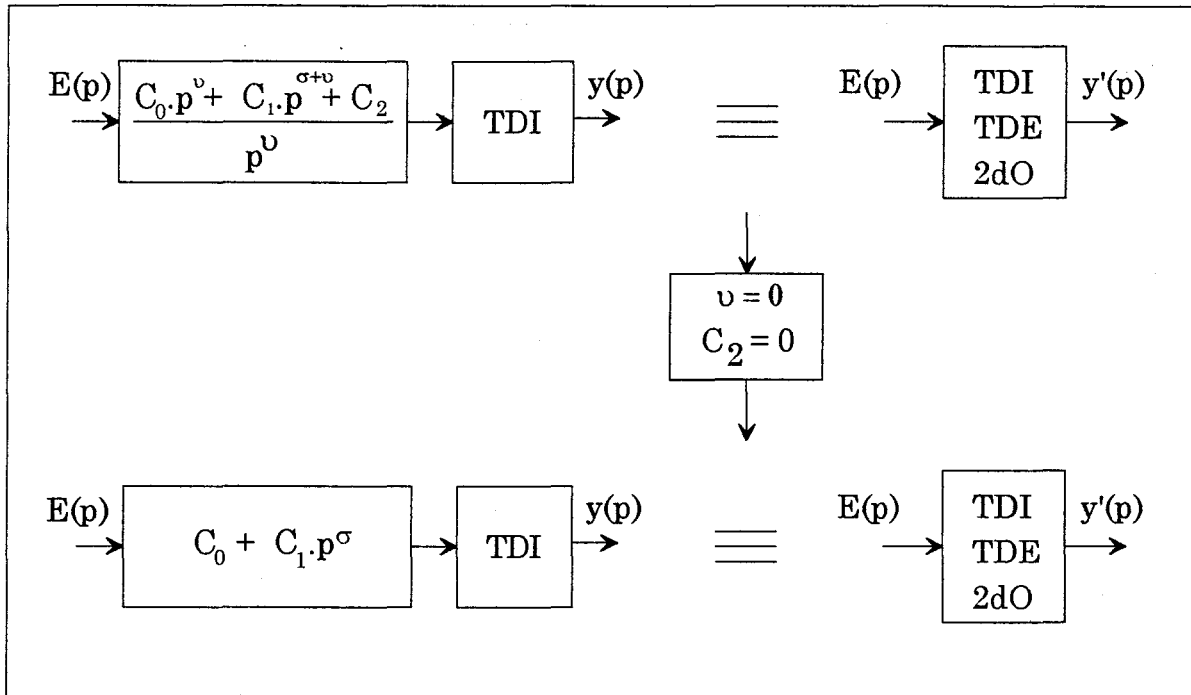 E(p)
C₀.p^υ + C₁.p^(σ+υ) + C₂
p^υ
TDI
y(p)
E(p)
TDI
TDE
2dO
y'(p)
υ = 0
C₂ = 0
E(p)
C₀ + C₁.p^σ
TDI
y(p)
E(p)
TDI
TDE
2dO
y'(p)